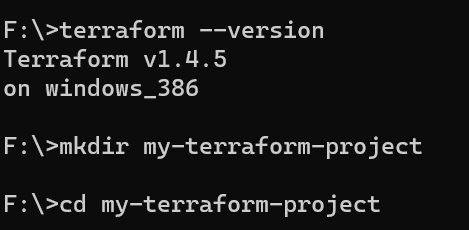 F:\>terraform --version
Terraform v1.4.5
on windows_386
F:\>mkdir my-terraform-project
F:\>cd my-terraform-project